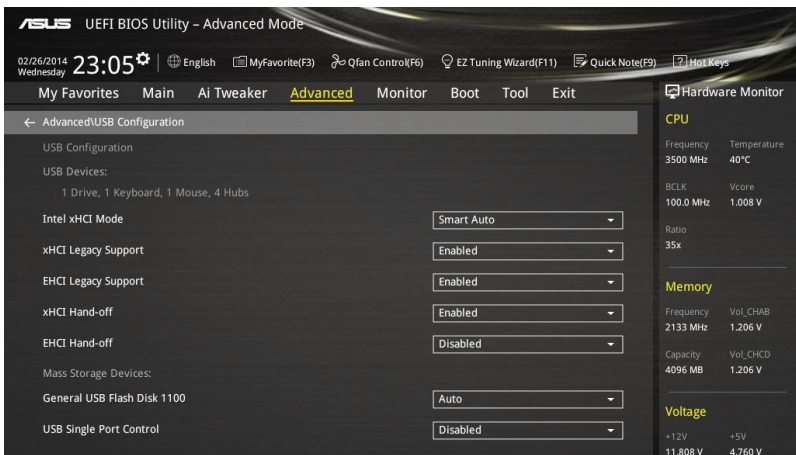 ASUS UEFI BIOS Utility – Advanced Mode
02/26/2014 Wednesday 23:05 English MyFavorite(F3) Qfan Control(F6) EZ Tuning Wizard(F11) Quick Note(F9) ? Hot Keys
My Favorites Main Ai Tweaker Advanced Monitor Boot Tool Exit
← Advanced\USB Configuration
USB Configuration
USB Devices:
1 Drive, 1 Keyboard, 1 Mouse, 4 Hubs
Intel xHCI Mode Smart Auto
xHCI Legacy Support Enabled
EHCI Legacy Support Enabled
xHCI Hand-off Enabled
EHCI Hand-off Disabled
Mass Storage Devices:
General USB Flash Disk 1100 Auto
USB Single Port Control Disabled
Hardware Monitor
CPU
Frequency Temperature
3500 MHz 40°C
BCLK Vcore
100.0 MHz 1.008 V
Ratio
35x
Memory
Frequency Vol_CHAB
2133 MHz 1.206 V
Capacity Vol_CHCD
4096 MB 1.206 V
Voltage
+12V +5V
11.808 V 4.760 V